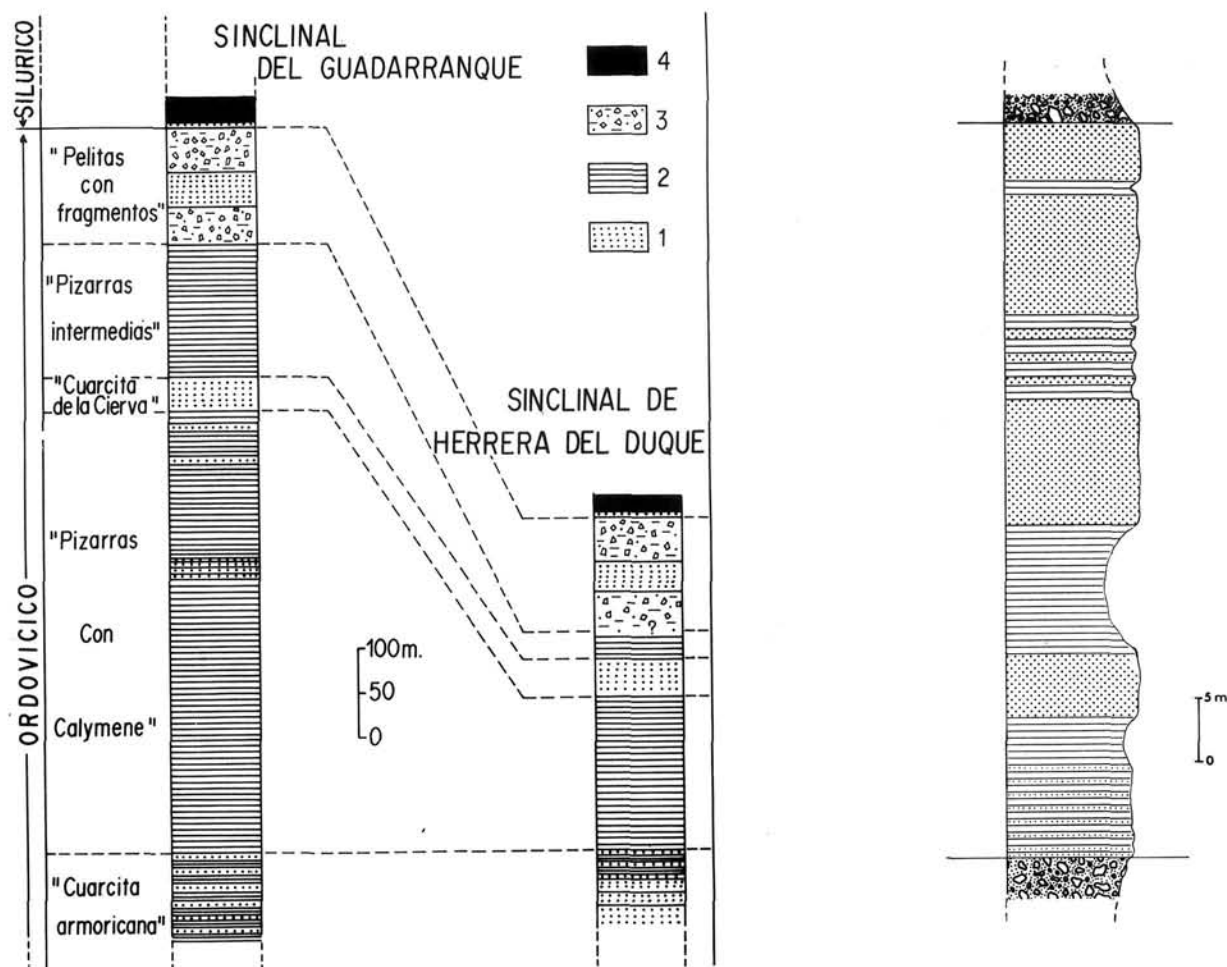 SINCLINAL
DEL GUADARRANQUE
4
3
2
1
SILURICO
ORDOVICICO
"Pelitas
con
fragmentos"
"Pizarras
intermedias"
"Cuarcita
de la Cierva"
"Pizarras
Con
Calymene"
"Cuarcita
armoricana"
100m.
50
0
SINCLINAL DE
HERRERA DEL DUQUE
?
5 m
0